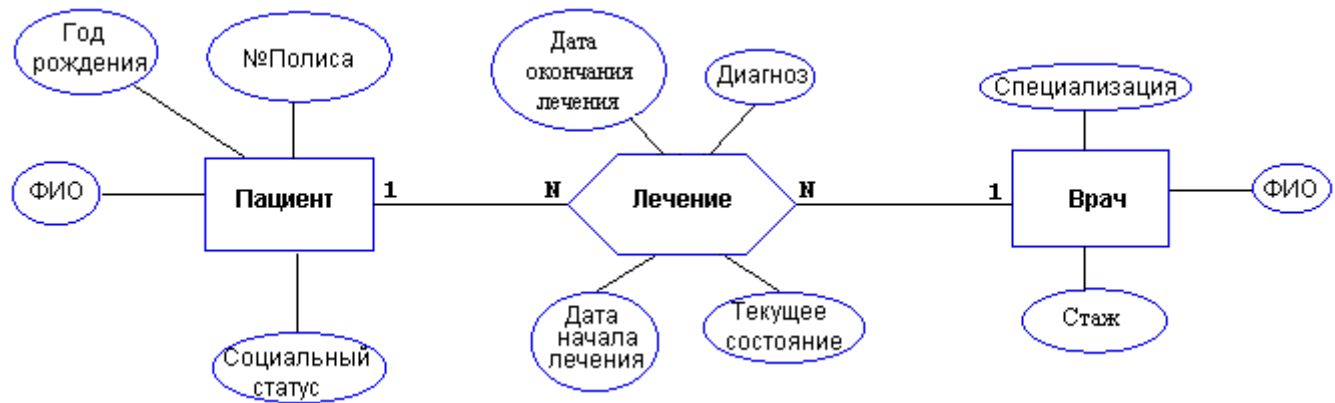 Год
рождения
№Полиса
Дата
окончания
лечения
Диагноз
Специализация
ФИО
Пациент
1
N
Лечение
N
1
Врач
ФИО
Социальный
статус
Дата
начала
лечения
Текущее
состояние
Стаж